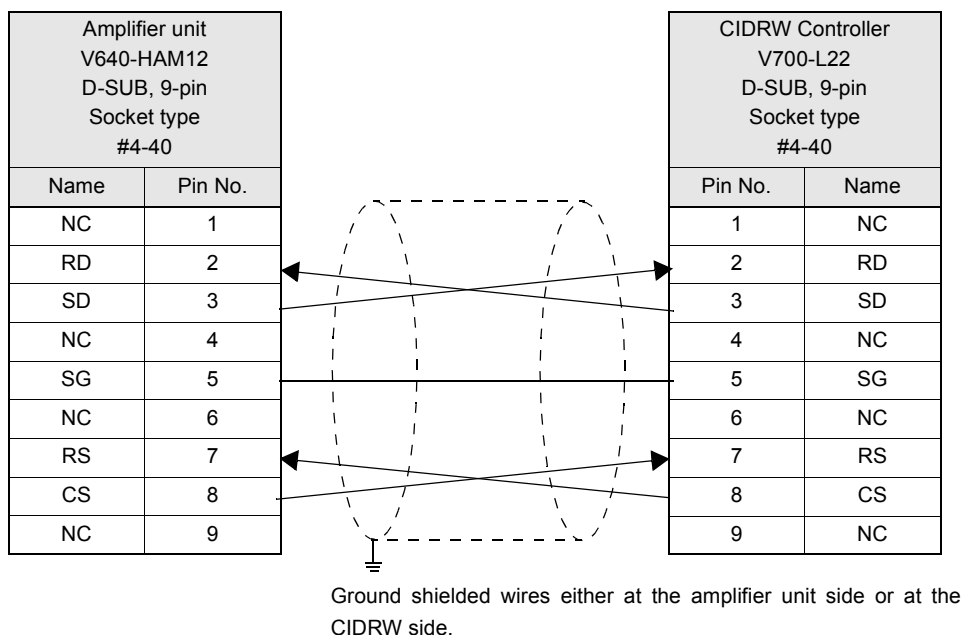 Amplifier unit
V640-HAM12
D-SUB, 9-pin
Socket type
#4-40
Name Pin No.
NC 1
RD 2
SD 3
NC 4
SG 5
NC 6
RS 7
CS 8
NC 9
CIDRW Controller
V700-L22
D-SUB, 9-pin
Socket type
#4-40
Pin No. Name
1 NC
2 RD
3 SD
4 NC
5 SG
6 NC
7 RS
8 CS
9 NC
Ground shielded wires either at the amplifier unit side or at the
CIDRW side.